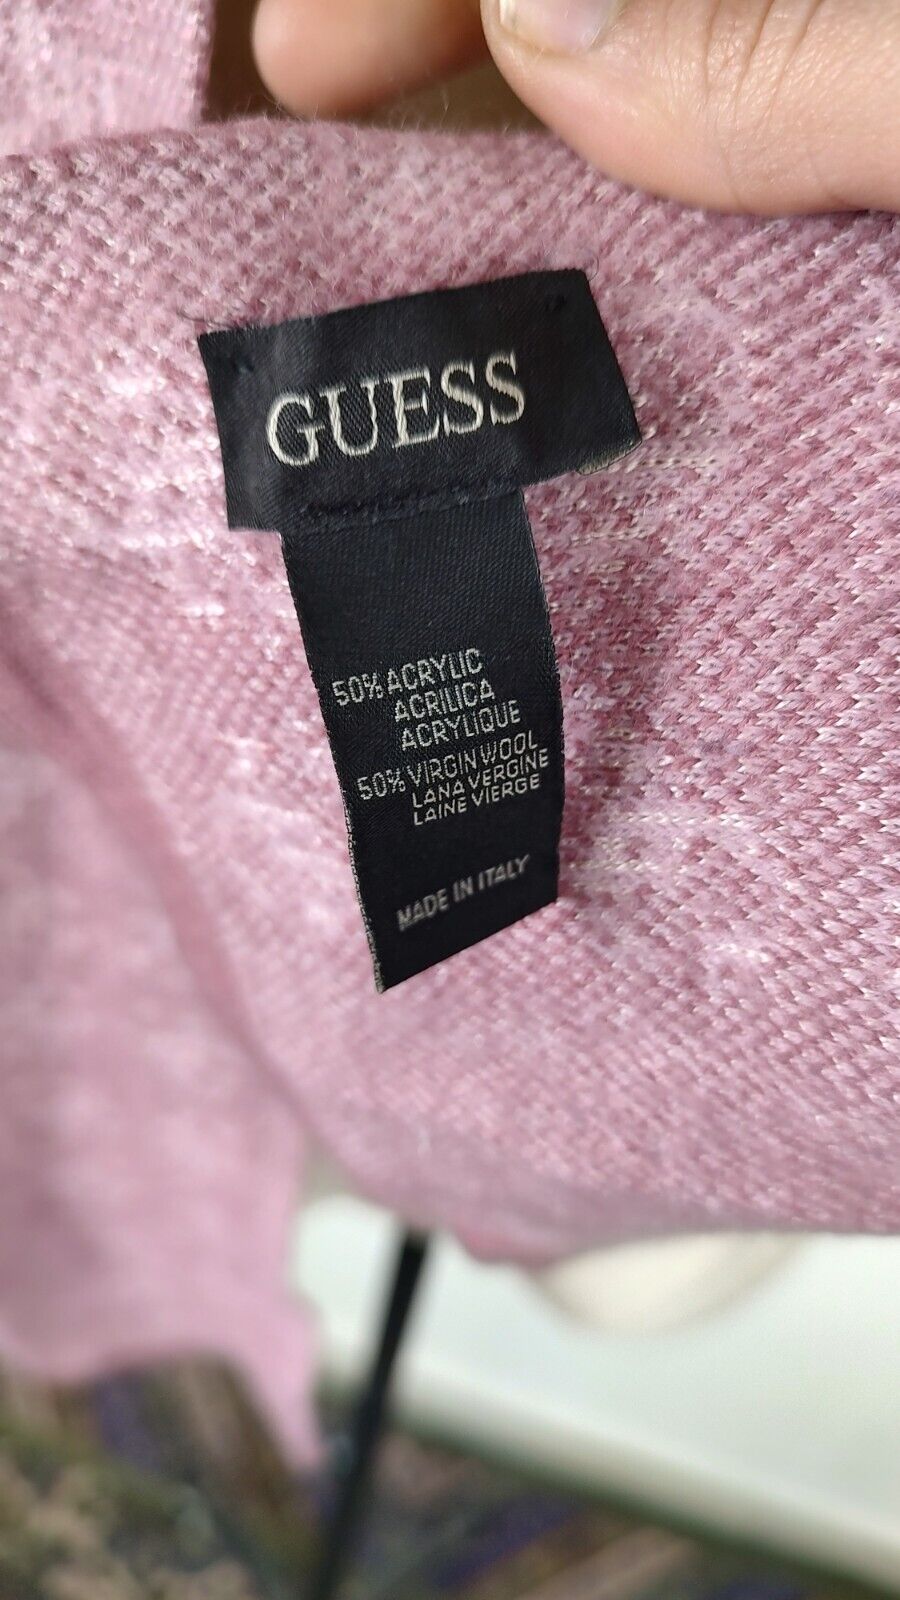 GUESS
50% ACRYLIC
ACRILICA
ACRYLIQUE
50% VIRGIN WOOL
LANA VERGINE
LAINE VIERGE
MADE IN ITALY